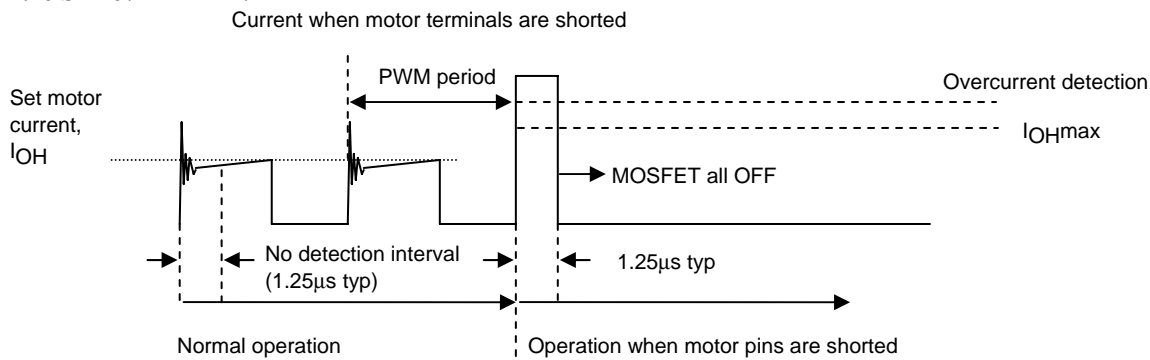 Current when motor terminals are shorted
PWM period
Overcurrent detection
Set motor
current,
IOH
IOHmax
MOSFET all OFF
No detection interval
(1.25μs typ)
1.25μs typ
Normal operation
Operation when motor pins are shorted